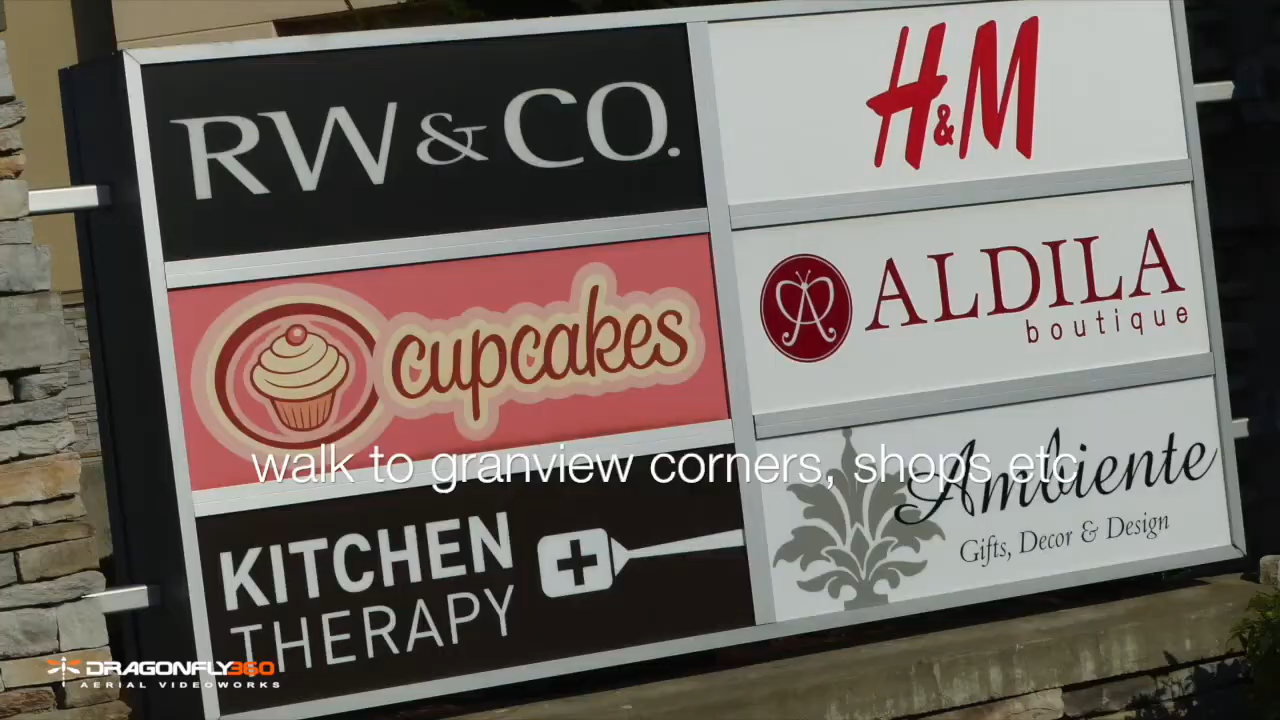 RW & CO.
H&M
cupcakes
ALDILA
boutique
walk to granview corners, shops etc
KITCHEN
THERAPY
Ambiente
Gifts, Decor & Design
DRAGONFLY360
AERIAL VIDEOWORKS